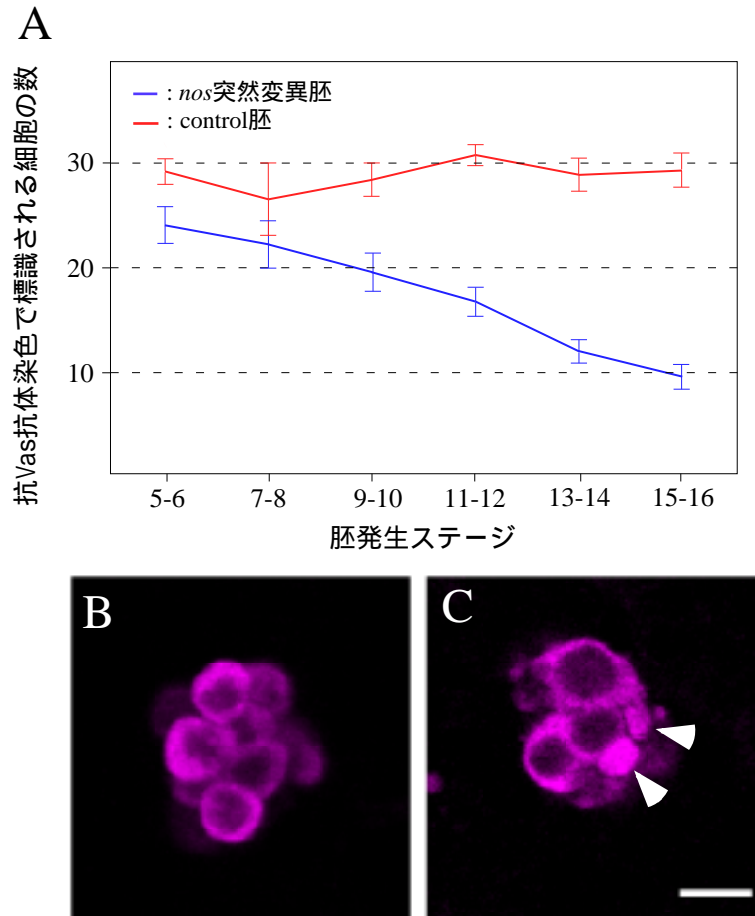 A
抗Vas抗体染色で標識される細胞の数
: nos突然変異胚
: control胚
30
20
10
5-6 7-8 9-10 11-12 13-14 15-16
胚発生ステージ
B
C